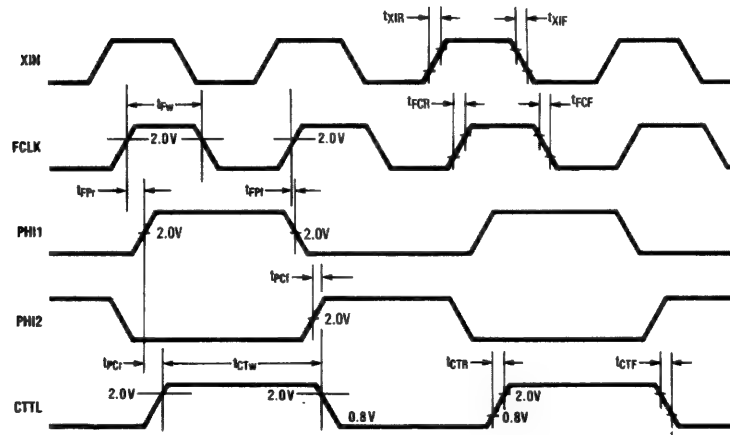 tXIR tXIF
XIN
tFw tFCR tFCF
FCLK 2.0V 2.0V
tFPr tFPf
PHI1 2.0V 2.0V
tPCf
PHI2 2.0V
tPCr tCTw tCTR tCTF
2.0V 2.0V 2.0V
CTTL 0.8V 0.8V